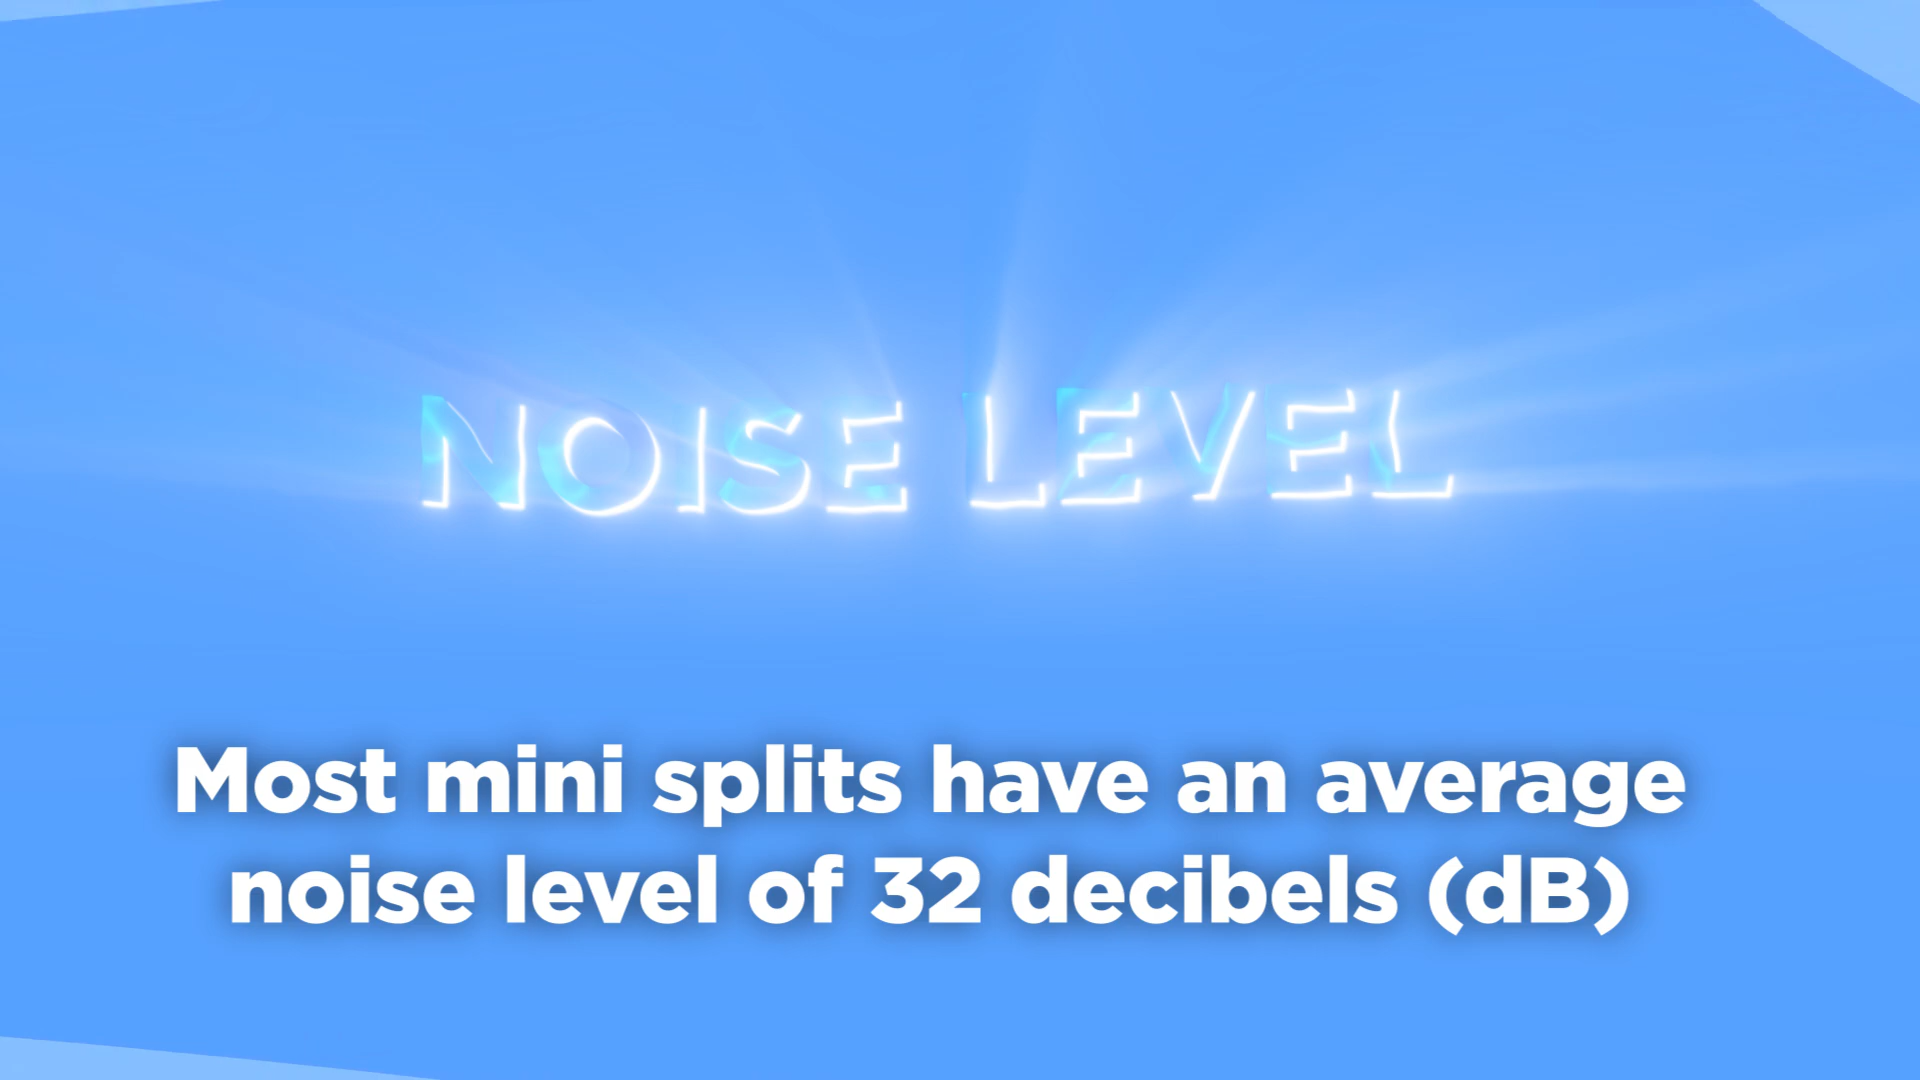 NOISE LEVEL
Most mini splits have an average
noise level of 32 decibels (dB)